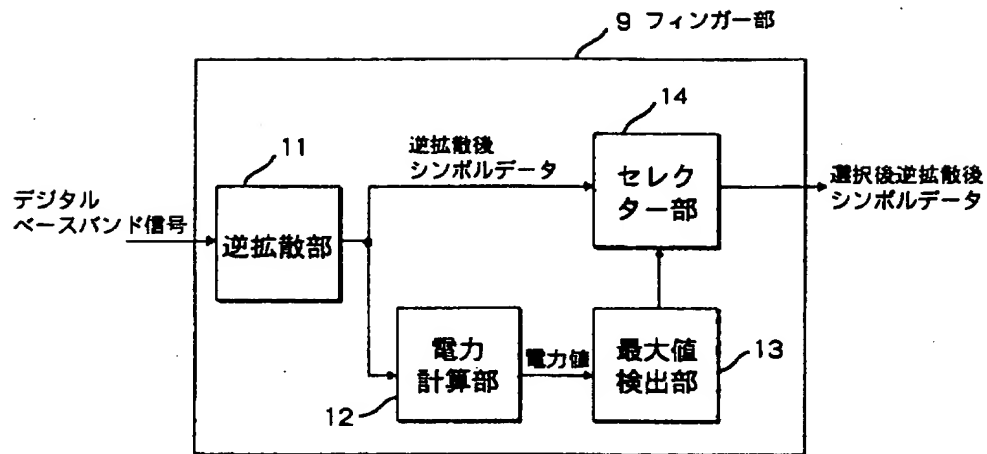 9 フィンガー部
14
11
逆拡散後
シンボルデータ
セレク
ター部
選択後逆拡散後
シンボルデータ
デジタル
ベースバンド信号
逆拡散部
電力
計算部
電力値
最大値
検出部
13
12